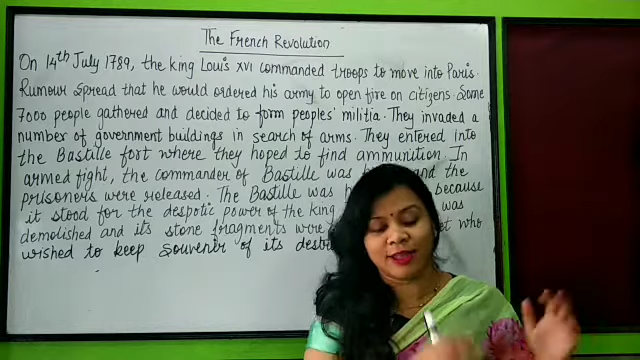 The French Revolution
On 14th July 1789, the king Louis XVI commanded troops to move into Paris.
Rumour spread that he would ordered his army to open fire on citizens. Some
7000 people gathered and decided to form peoples' militia. They invaded a
number of government buildings in search of arms. They entered into
the Bastille fort where they hoped to find ammunition. In
armed fight, the commander of Bastille was and the
prisoners were released. The Bastille was because
it stood for the despotic power of the king was
demolished and its stone fragments were who
wished to keep souvenir of its